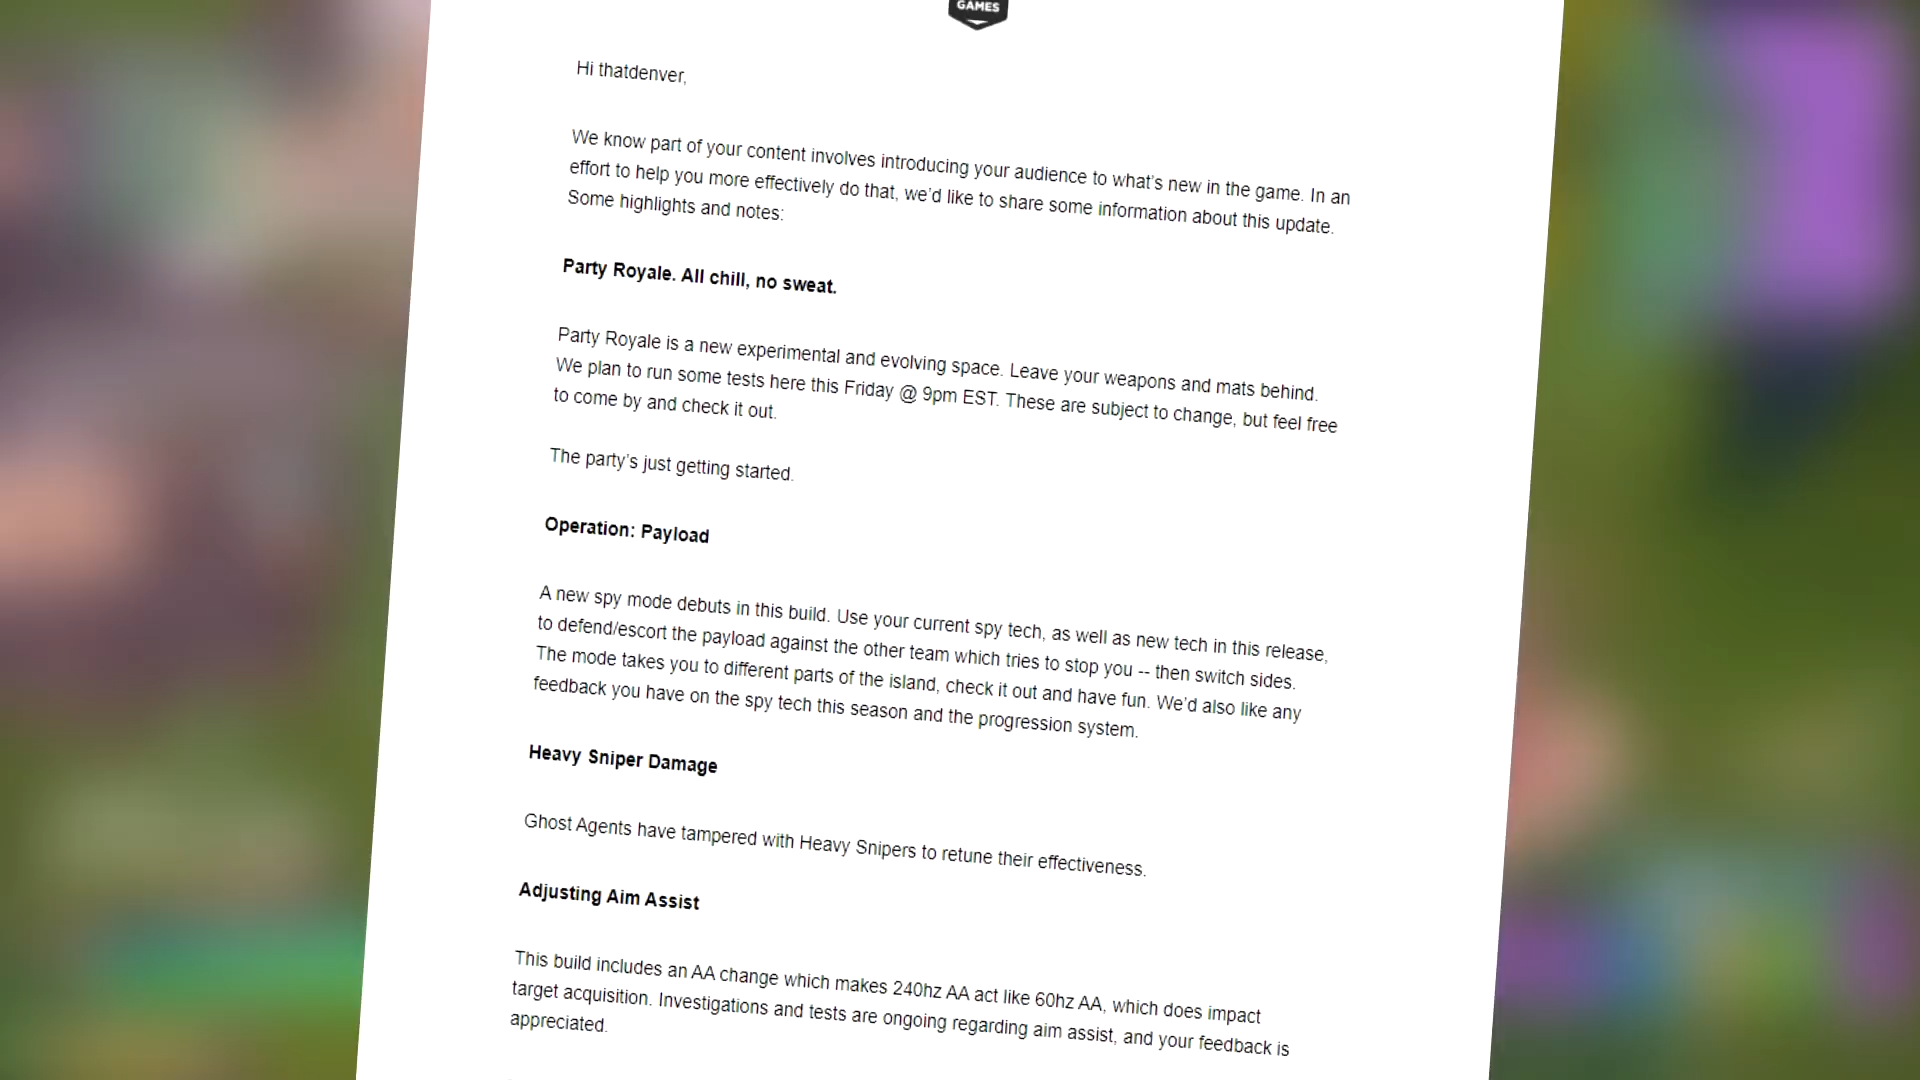 GAMES
Hi thatdenver,
We know part of your content involves introducing your audience to what's new in the game. In an
effort to help you more effectively do that, we'd like to share some information about this update.
Some highlights and notes:
Party Royale. All chill, no sweat.
Party Royale is a new experimental and evolving space. Leave your weapons and mats behind.
We plan to run some tests here this Friday @ 9pm EST. These are subject to change, but feel free
to come by and check it out.
The party's just getting started.
Operation: Payload
A new spy mode debuts in this build. Use your current spy tech, as well as new tech in this release,
to defend/escort the payload against the other team which tries to stop you -- then switch sides.
The mode takes you to different parts of the island, check it out and have fun. We'd also like any
feedback you have on the spy tech this season and the progression system.
Heavy Sniper Damage
Ghost Agents have tampered with Heavy Snipers to retune their effectiveness.
Adjusting Aim Assist
This build includes an AA change which makes 240hz AA act like 60hz AA, which does impact
target acquisition. Investigations and tests are ongoing regarding aim assist, and your feedback is
appreciated.